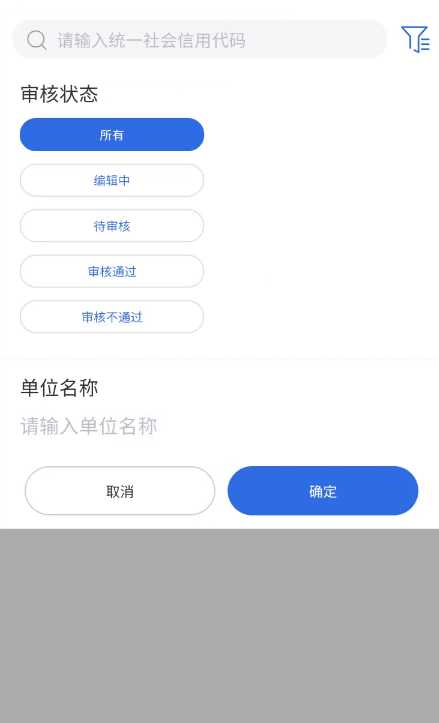 请输入统一社会信用代码
审核状态
所有
编辑中
待审核
审核通过
审核不通过
单位名称
请输入单位名称
取消
确定